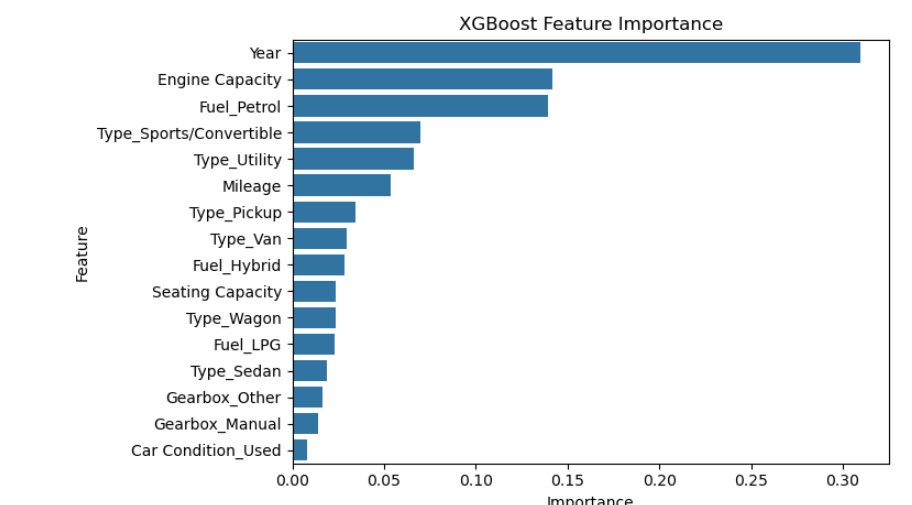 XGBoost Feature Importance
Year
Engine Capacity
Fuel_Petrol
Type_Sports/Convertible
Type_Utility
Mileage
Type_Pickup
Type_Van
Fuel_Hybrid
Seating Capacity
Type_Wagon
Fuel_LPG
Type_Sedan
Gearbox_Other
Gearbox_Manual
Car Condition_Used
Feature
0.00 0.05 0.10 0.15 0.20 0.25 0.30
Importance